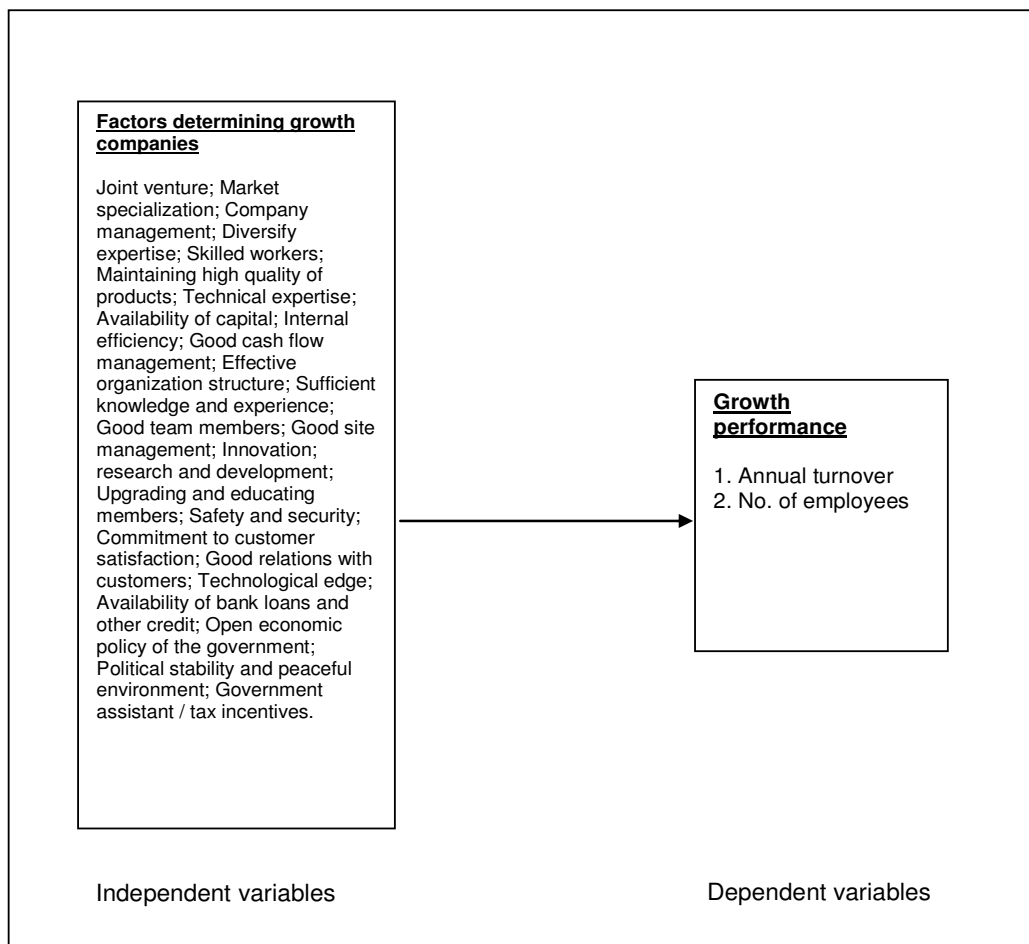 Factors determining growth
companies
Joint venture; Market
specialization; Company
management; Diversify
expertise; Skilled workers;
Maintaining high quality of
products; Technical expertise;
Availability of capital; Internal
efficiency; Good cash flow
management; Effective
organization structure; Sufficient
knowledge and experience;
Good team members; Good site
management; Innovation;
research and development;
Upgrading and educating
members; Safety and security;
Commitment to customer
satisfaction; Good relations with
customers; Technological edge;
Availability of bank loans and
other credit; Open economic
policy of the government;
Political stability and peaceful
environment; Government
assistant / tax incentives.
Growth
performance
1. Annual turnover
2. No. of employees
Independent variables
Dependent variables